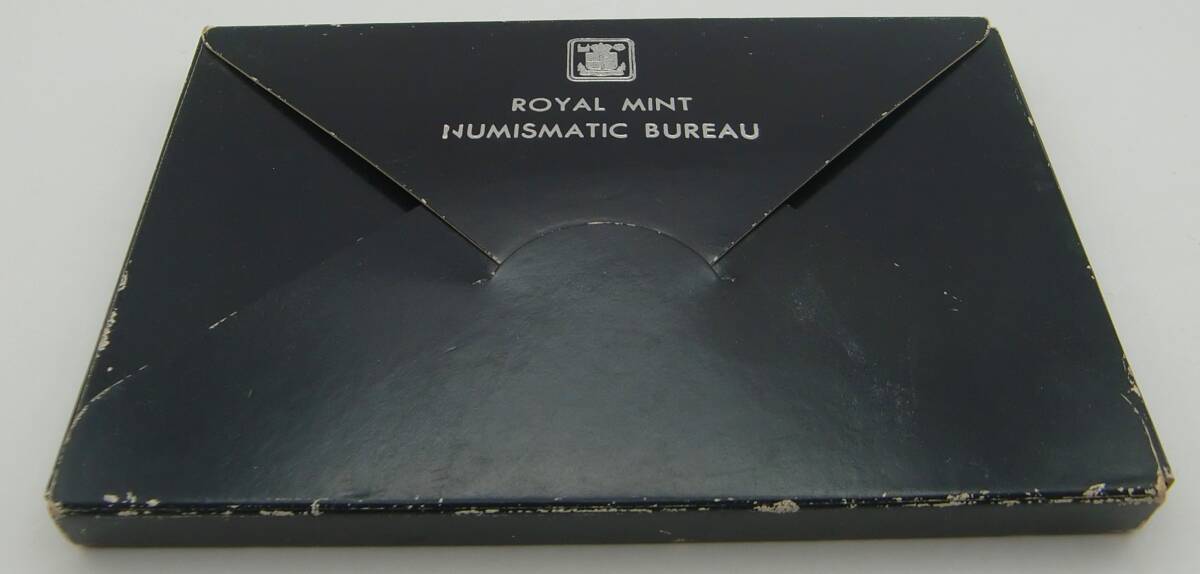 ROYAL MINT
NUMISMATIC BUREAU